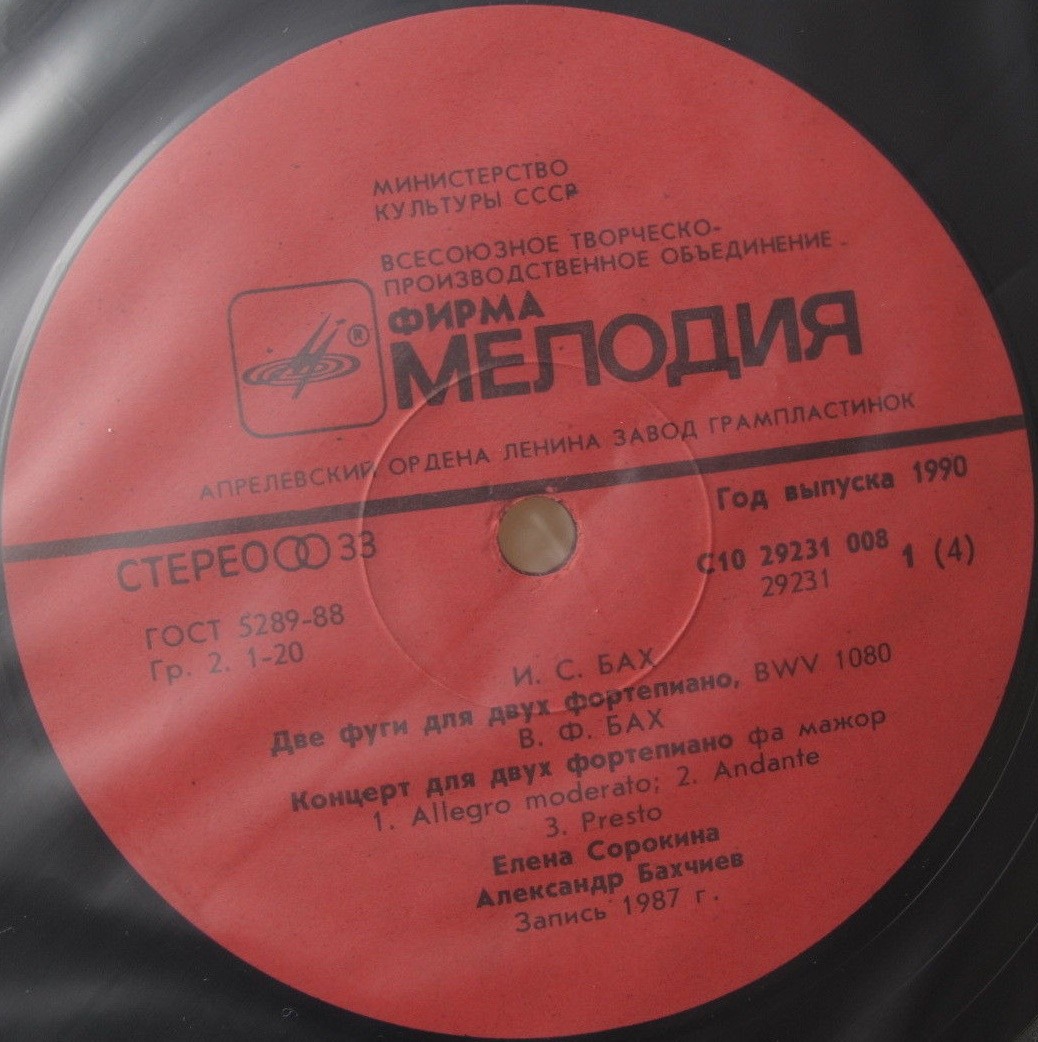 МИНИСТЕРСТВО
КУЛЬТУРЫ СССР
ВСЕСОЮЗНОЕ ТВОРЧЕСКО-
ПРОИЗВОДСТВЕННОЕ ОБЪЕДИНЕНИЕ
ФИРМА
®
МЕЛОДИЯ
АПРЕЛЕВСКИЙ ОРДЕНА ЛЕНИНА ЗАВОД ГРАМПЛАСТИНОК
Год выпуска 1990
СТЕРЕО 33
С10 29231 008
29231
1 (4)
ГОСТ 5289-88
Гр. 2. 1-20
И. С. БАХ
Две фуги для двух фортепиано, BWV 1080
В. Ф. БАХ
Концерт для двух фортепиано фа мажор
1. Allegro moderato; 2. Andante
3. Presto
Елена Сорокина
Александр Бахчиев
Запись 1987 г.